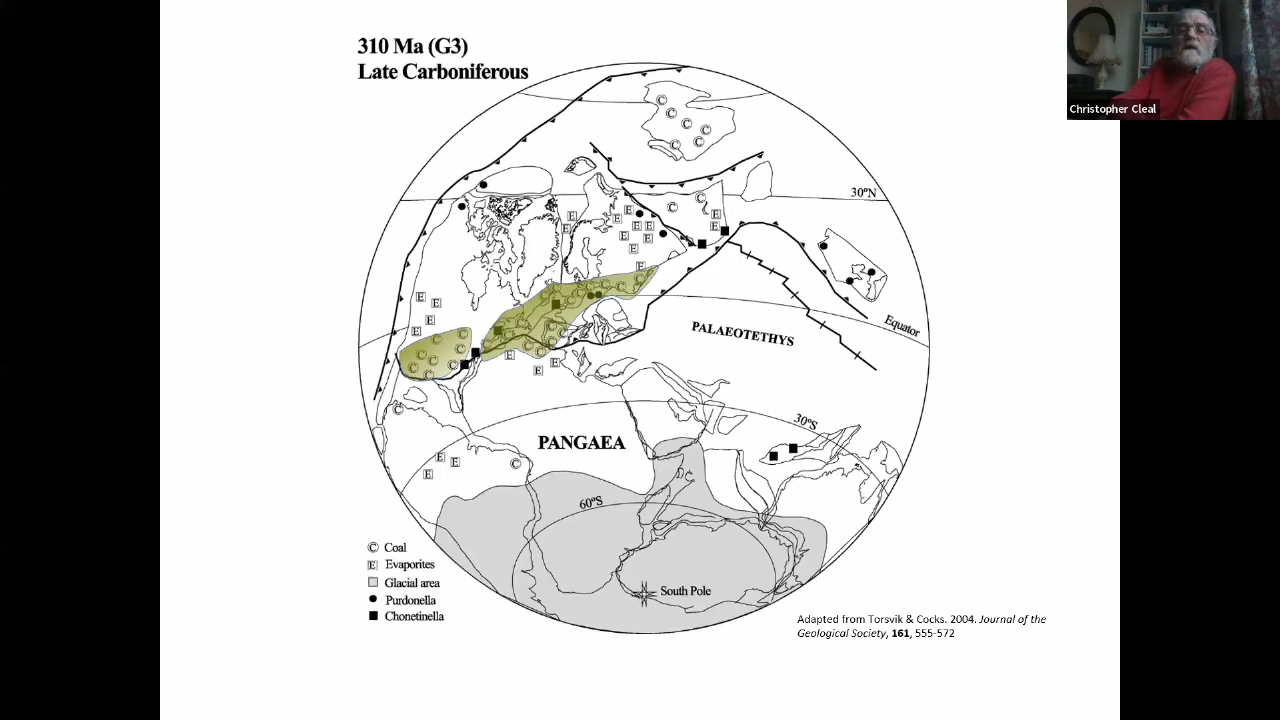 310 Ma (G3)
Late Carboniferous
Christopher Cleal
30ºN
Equator
PALAEOTETHYS
30ºS
PANGAEA
60ºS
South Pole
© Coal
E Evaporites
Glacial area
Purdonella
Chonetinella
Adapted from Torsvik & Cocks. 2004. Journal of the
Geological Society, 161, 555-572